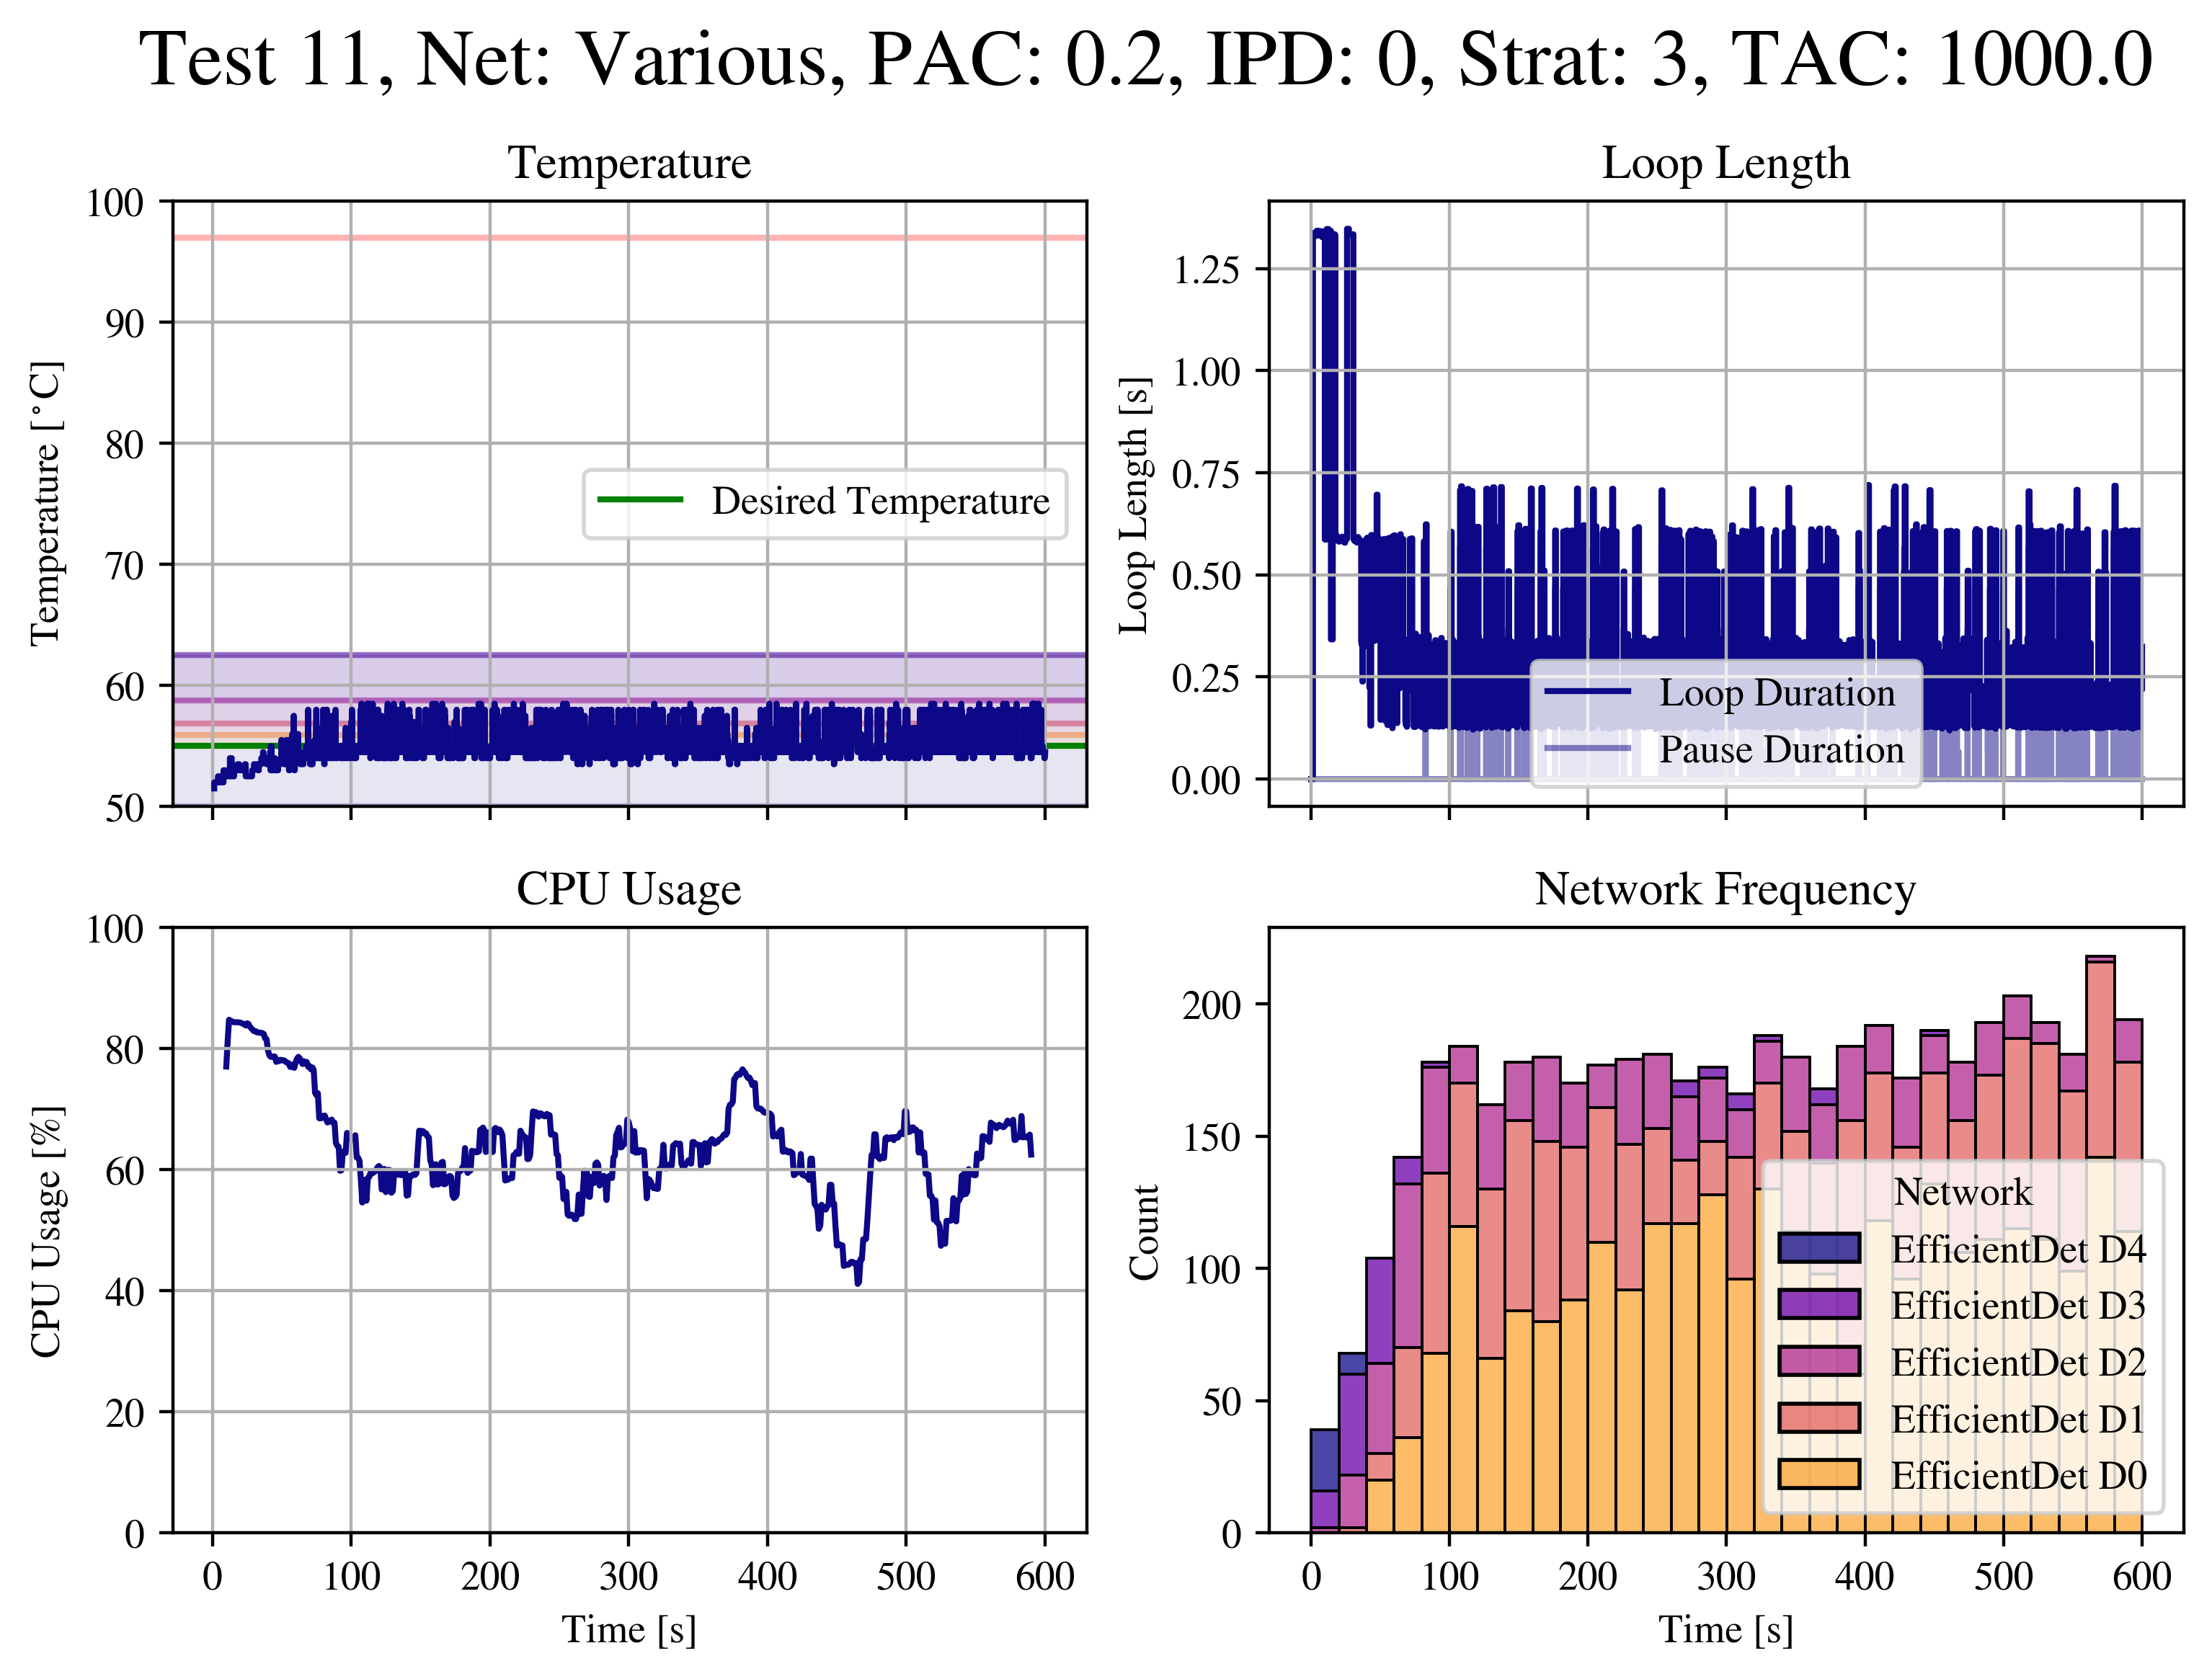 Test 11, Net: Various, PAC: 0.2, IPD: 0, Strat: 3, TAC: 1000.0
Temperature
100
90
80
70
60
50
Temperature [°C]
Desired Temperature
Loop Length
1.25
1.00
0.75
0.50
0.25
0.00
Loop Length [s]
Loop Duration
Pause Duration
CPU Usage
100
80
60
40
20
0
CPU Usage [%]
0 100 200 300 400 500 600
Time [s]
Network Frequency
200
150
100
50
0
Count
Network
EfficientDet D4
EfficientDet D3
EfficientDet D2
EfficientDet D1
EfficientDet D0
0 100 200 300 400 500 600
Time [s]